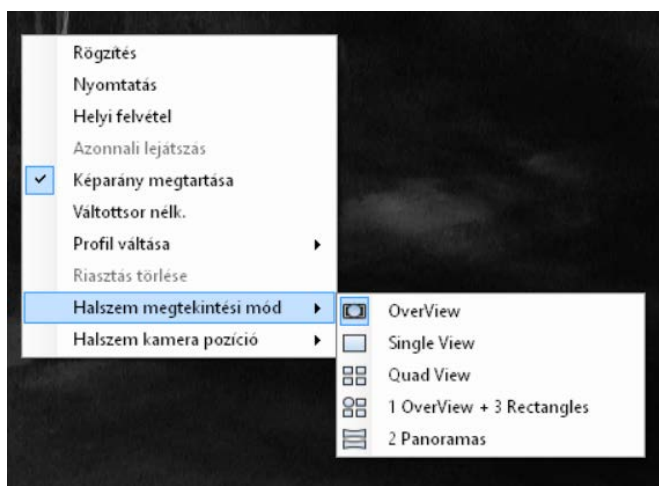 Rögzítés
Nyomtatás
Helyi felvétel
Azonnali lejátszás
Képarány megtartása
Váltottsor nélk.
Profil váltása
Riasztás törlése
Halszem megtekintési mód
Halszem kamera pozíció
OverView
Single View
Quad View
1 OverView + 3 Rectangles
2 Panoramas